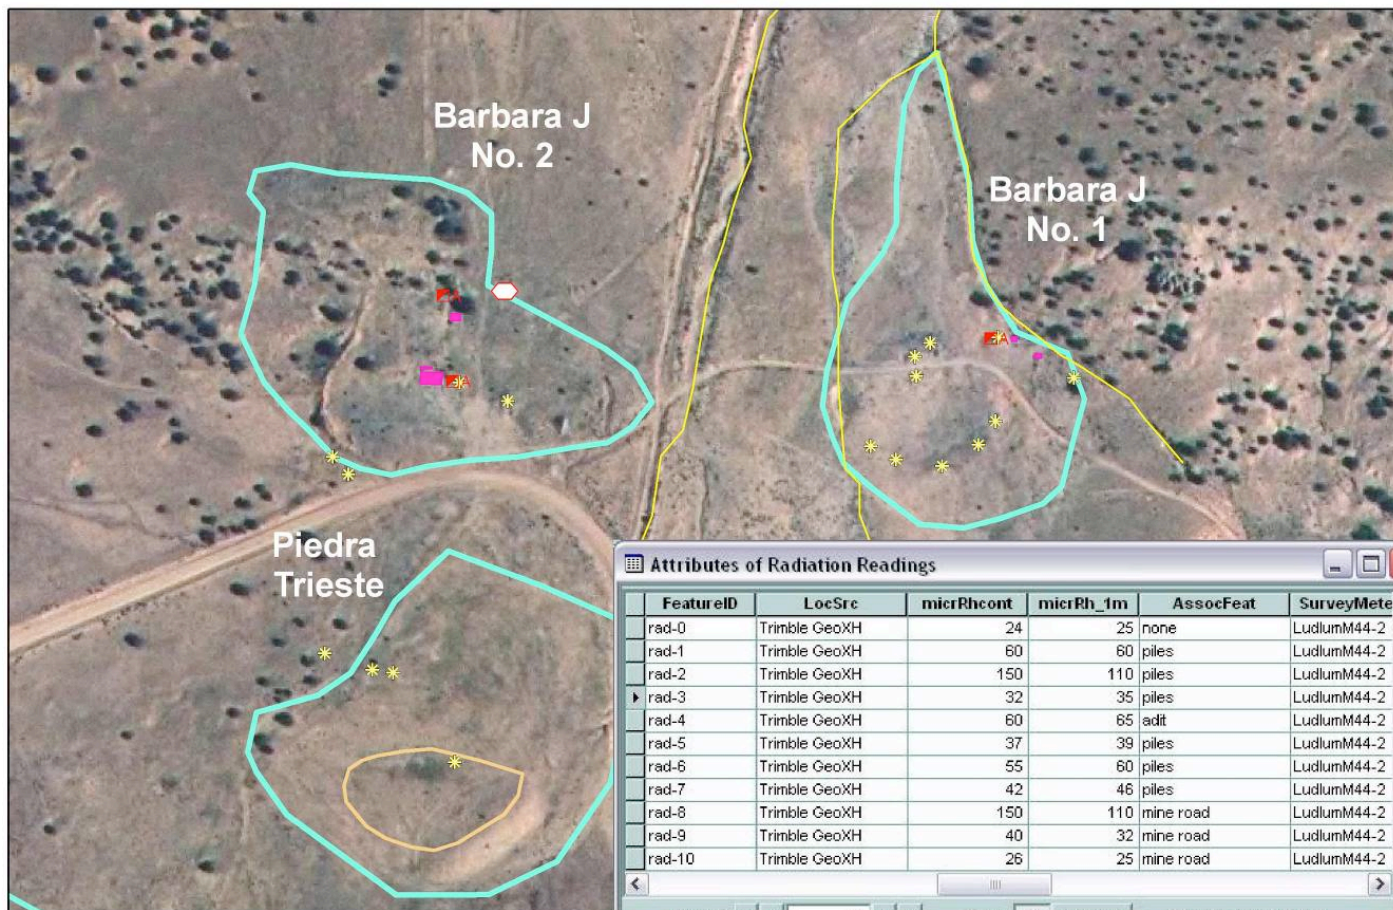 Barbara J
No. 2
Barbara J
No. 1
A
A
A
Piedra
Trieste
Attributes of Radiation Readings
FeatureID LocSrc micrRhcont micrRh_1m AssocFeat SurveyMete
rad-0 Trimble GeoXH 24 25 none LudlumM44-2
rad-1 Trimble GeoXH 60 60 piles LudlumM44-2
rad-2 Trimble GeoXH 150 110 piles LudlumM44-2
rad-3 Trimble GeoXH 32 35 piles LudlumM44-2
rad-4 Trimble GeoXH 60 65 adit LudlumM44-2
rad-5 Trimble GeoXH 37 39 piles LudlumM44-2
rad-6 Trimble GeoXH 55 60 piles LudlumM44-2
rad-7 Trimble GeoXH 42 46 piles LudlumM44-2
rad-8 Trimble GeoXH 150 110 mine road LudlumM44-2
rad-9 Trimble GeoXH 40 32 mine road LudlumM44-2
rad-10 Trimble GeoXH 26 25 mine road LudlumM44-2